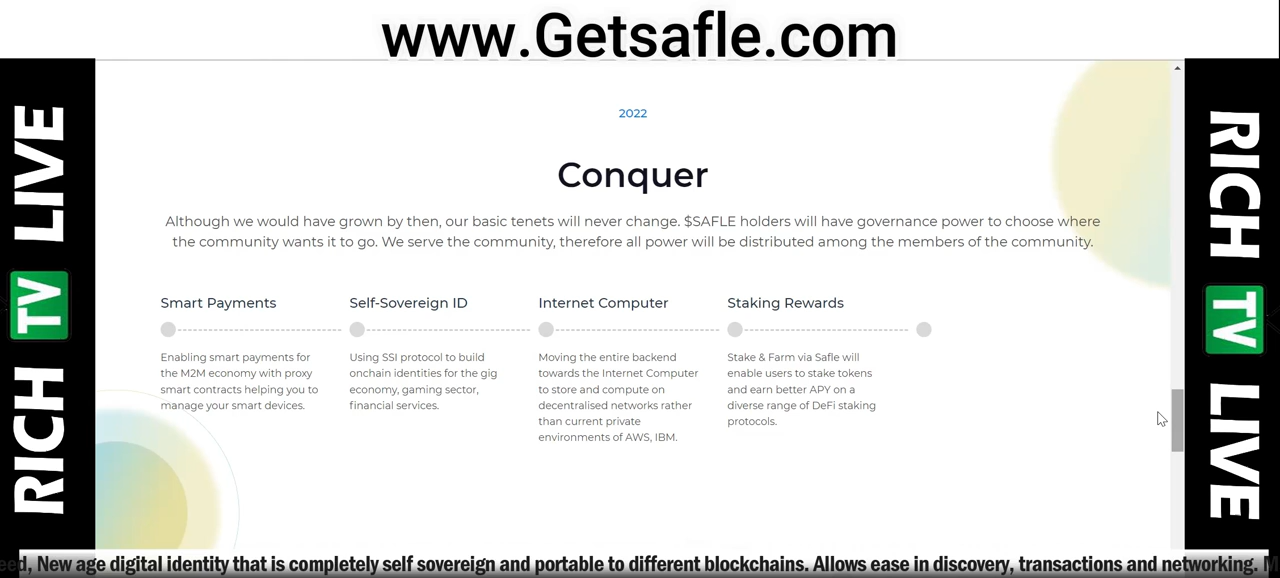 www.Getsafle.com
RICH TV LIVE
2022
Conquer
Although we would have grown by then, our basic tenets will never change. $SAFLE holders will have governance power to choose where
the community wants it to go. We serve the community, therefore all power will be distributed among the members of the community.
Smart Payments
Enabling smart payments for
the M2M economy with proxy
smart contracts helping you to
manage your smart devices.
Self-Sovereign ID
Using SSI protocol to build
onchain identities for the gig
economy, gaming sector,
financial services.
Internet Computer
Moving the entire backend
towards the Internet Computer
to store and compute on
decentralised networks rather
than current private
environments of AWS, IBM.
Staking Rewards
Stake & Farm via Safle will
enable users to stake tokens
and earn better APY on a
diverse range of DeFi staking
protocols.
RICH TV LIVE
New age digital identity that is completely self sovereign and portable to different blockchains. Allows ease in discovery, transactions and networking.